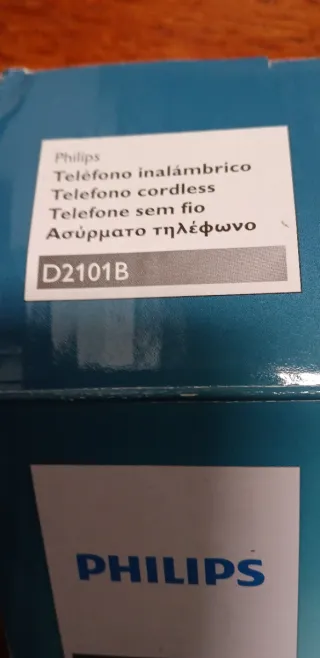 Philips
Teléfono inalámbrico
Telefono cordless
Telefone sem fio
Ασύρματο τηλέφωνο
D2101B
PHILIPS